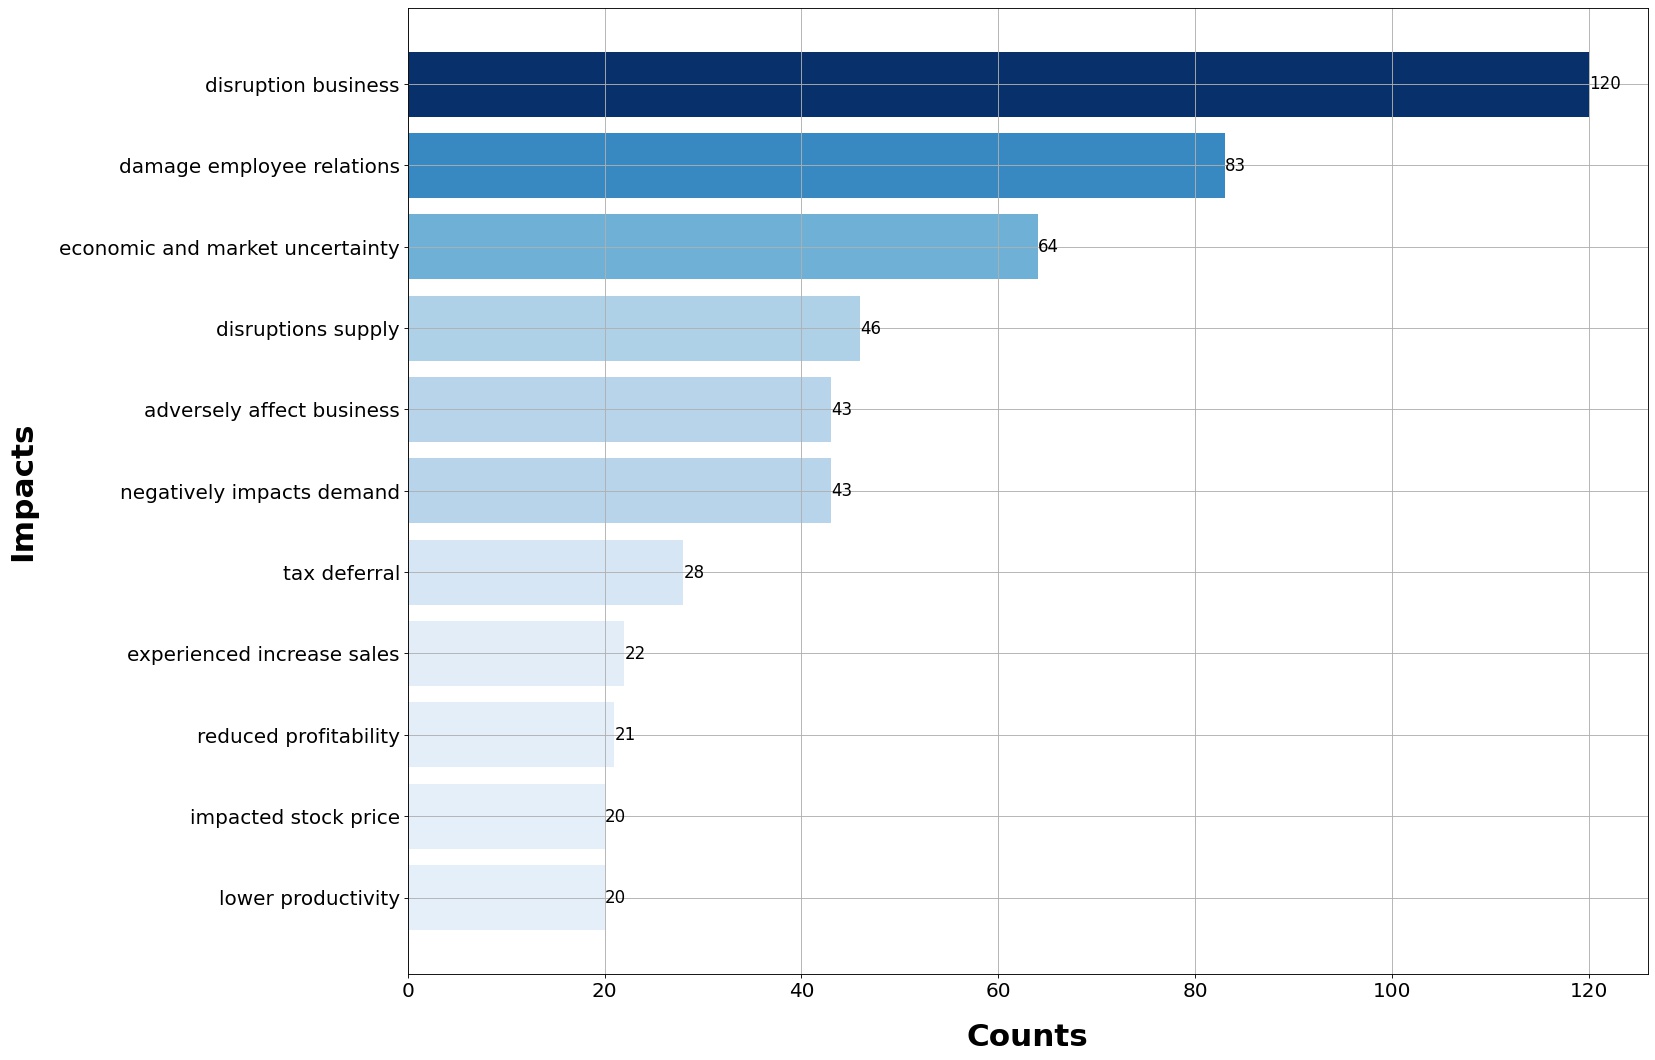 disruption business
120
damage employee relations
83
economic and market uncertainty
64
disruptions supply
46
adversely affect business
43
negatively impacts demand
43
tax deferral
28
experienced increase sales
22
reduced profitability
21
impacted stock price
20
lower productivity
20
Impacts
0 20 40 60 80 100 120
Counts